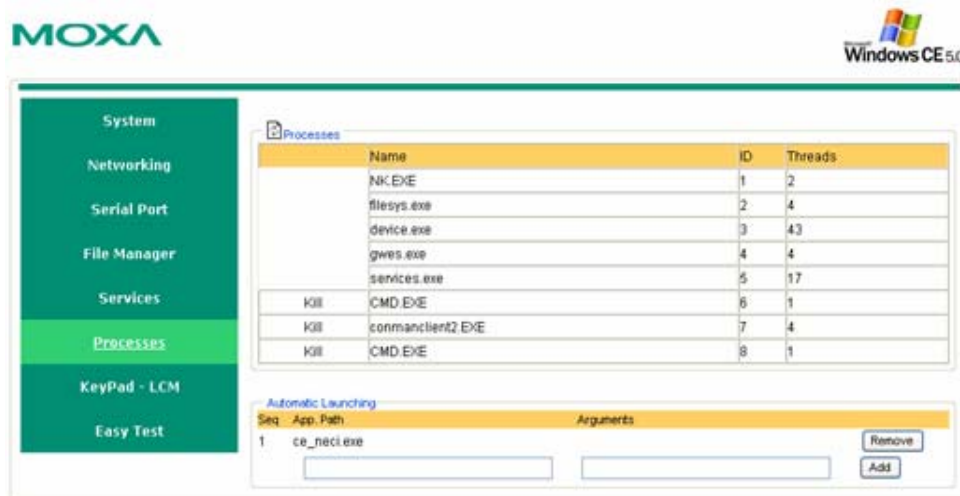 MOXA
Microsoft
Windows CE 5.0
System
Networking
Serial Port
File Manager
Services
Processes
KeyPad - LCM
Easy Test
Processes
Name ID Threads
NK.EXE 1 2
filesys.exe 2 4
device.exe 3 43
gwes.exe 4 4
services.exe 5 17
Kill CMD.EXE 6 1
Kill conmanclient2.EXE 7 4
Kill CMD.EXE 8 1
Automatic Launching
Seq App. Path Arguments
1 ce_neci.exe Remove
Add